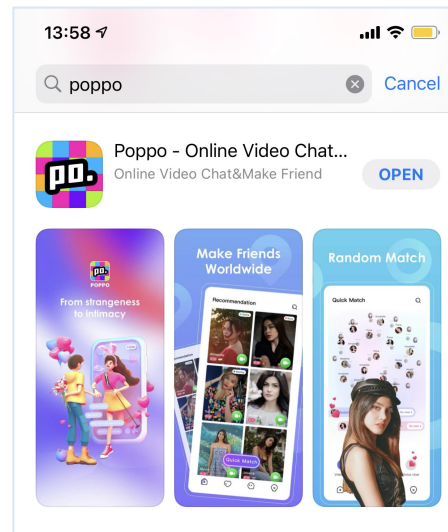 13:58
poppo
Cancel
po.
Poppo - Online Video Chat...
Online Video Chat&Make Friend
OPEN
po.
POPPO
From strangeness
to intimacy
Make Friends
Worldwide
Recommendation
Quick Match
Random Match
Quick Match